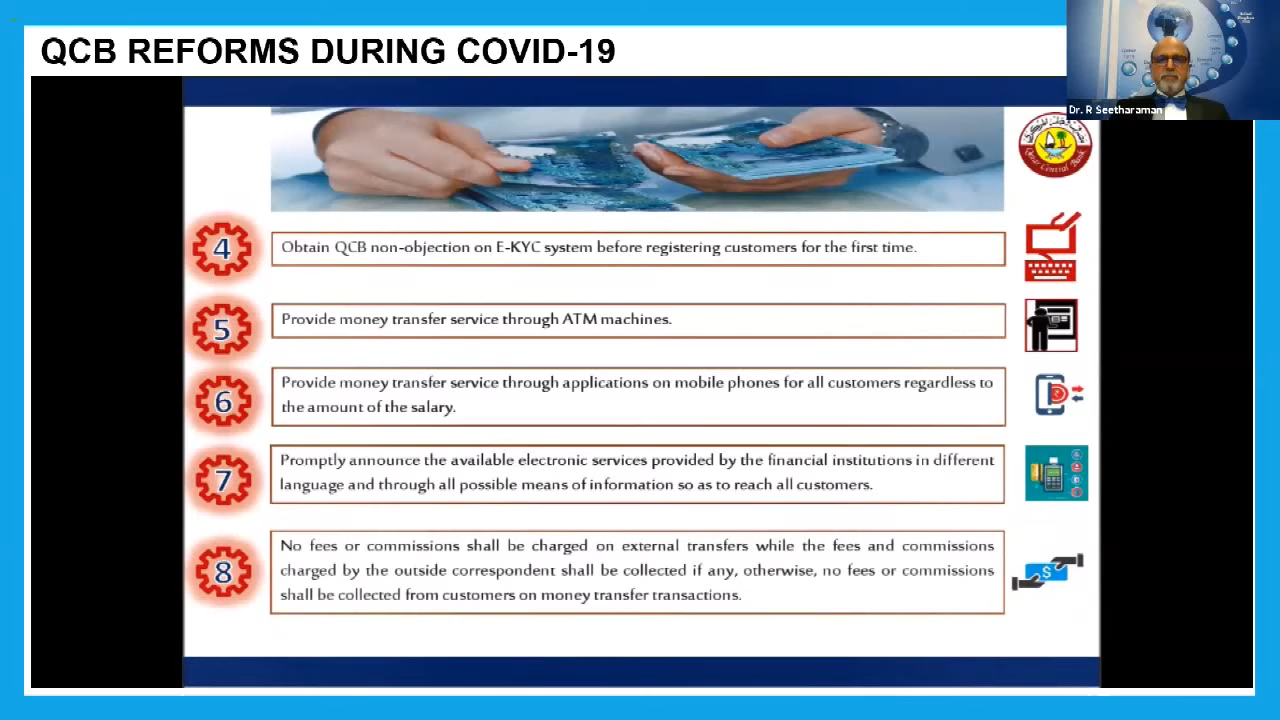 QCB REFORMS DURING COVID-19
Dr. R Seetharaman
مصرف قطر المركزي
Qatar Central Bank
4
Obtain QCB non-objection on E-KYC system before registering customers for the first time.
5
Provide money transfer service through ATM machines.
6
Provide money transfer service through applications on mobile phones for all customers regardless to
the amount of the salary.
7
Promptly announce the available electronic services provided by the financial institutions in different
language and through all possible means of information so as to reach all customers.
8
No fees or commissions shall be charged on external transfers while the fees and commissions
charged by the outside correspondent shall be collected if any, otherwise, no fees or commissions
shall be collected from customers on money transfer transactions.
$